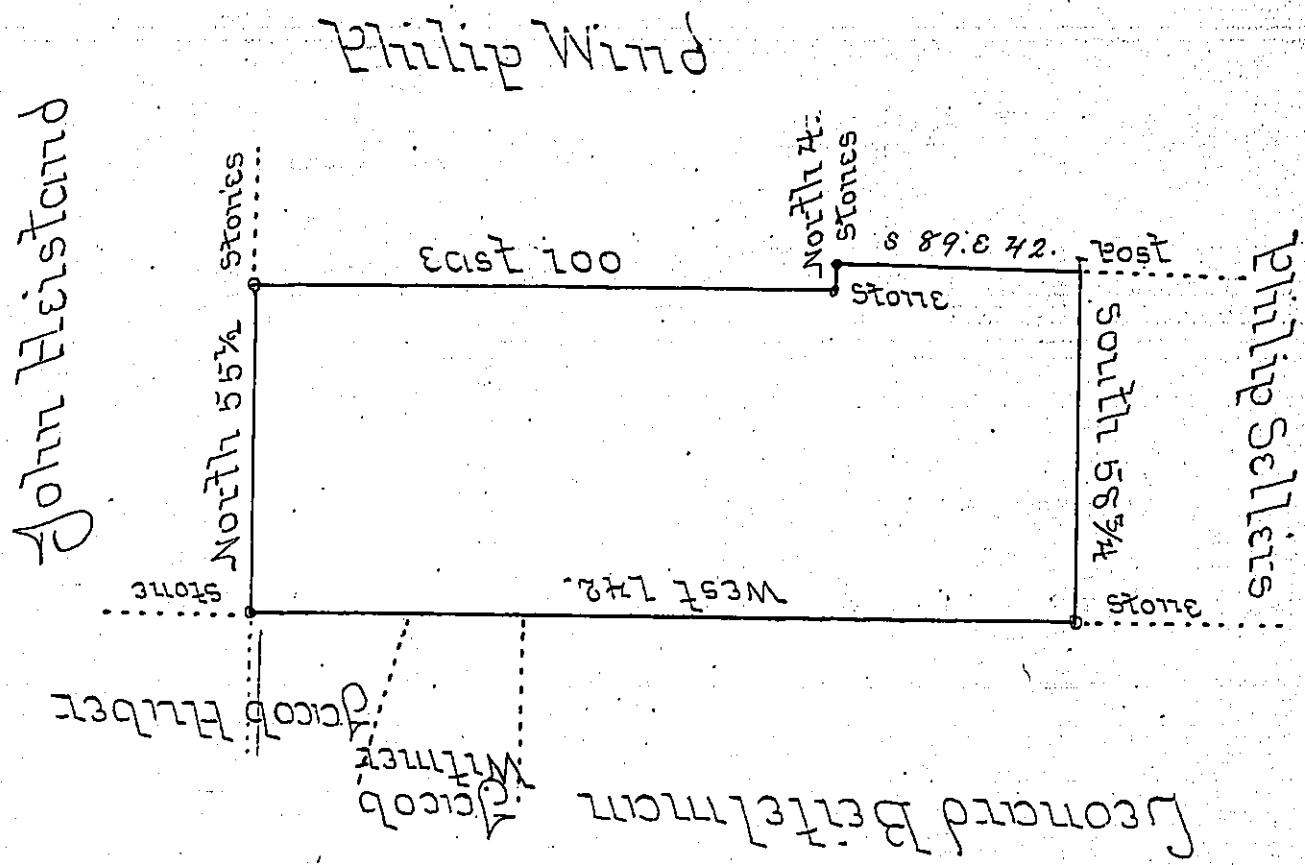 Philip Wind
John Heistand
stones
North 4.
stones
East 100
S 89. E 42.
Post
stone
North 55½
South 58¾
Philip Sellers
stone
West 142.
stone
Jacob Huber
Jacob
Witmer
Leonard Beitelman